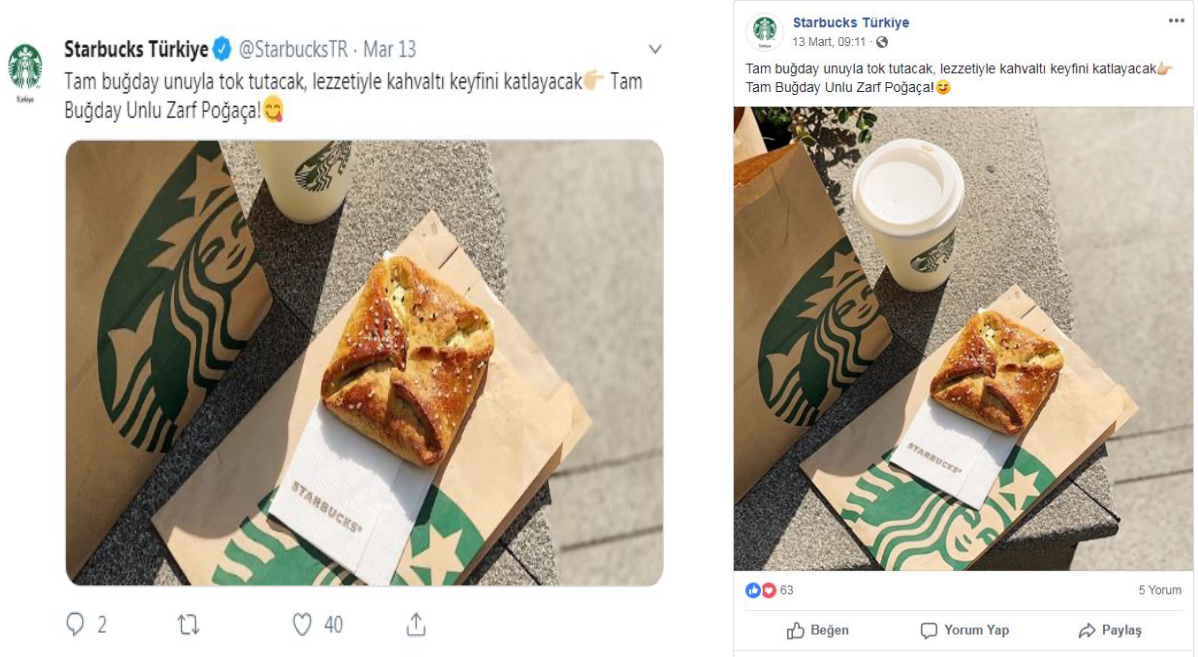 Starbucks Türkiye @StarbucksTR · Mar 13
Tam buğday unuyla tok tutacak, lezzetiyle kahvaltı keyfini katlayacak👉🏼 Tam
Buğday Unlu Zarf Poğaça!😋
Türkiye
STARBUCKS®
2
40
Starbucks Türkiye
13 Mart, 09:11 ·
Tam buğday unuyla tok tutacak, lezzetiyle kahvaltı keyfini katlayacak👉🏼
Tam Buğday Unlu Zarf Poğaça!😋
Türkiye
STARBUCKS®
63
5 Yorum
Beğen
Yorum Yap
Paylaş